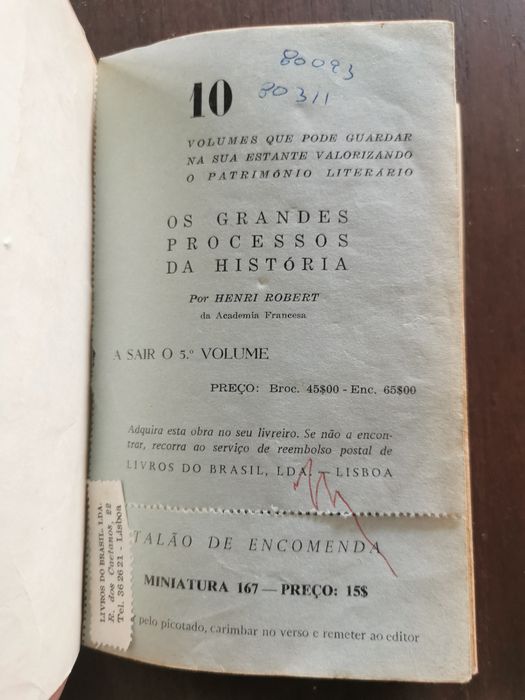 80093
80311
10
VOLUMES QUE PODE GUARDAR
NA SUA ESTANTE VALORIZANDO
O PATRIMÓNIO LITERÁRIO
OS GRANDES
PROCESSOS
DA HISTÓRIA
Por HENRI ROBERT
da Academia Francesa
A SAIR O 5.º VOLUME
PREÇO: Broc. 45$00 - Enc. 65$00
Adquira esta obra no seu livreiro. Se não a encon-
trar, recorra ao serviço de reembolso postal de
LIVROS DO BRASIL, LDA. — LISBOA
TALÃO DE ENCOMENDA
MINIATURA 167 — PREÇO: 15$
pelo picotado, carimbar no verso e remeter ao editor
LIVROS DO BRASIL, LDA.
R. dos Caetanos, 22
Tel. 362621 - Lisboa